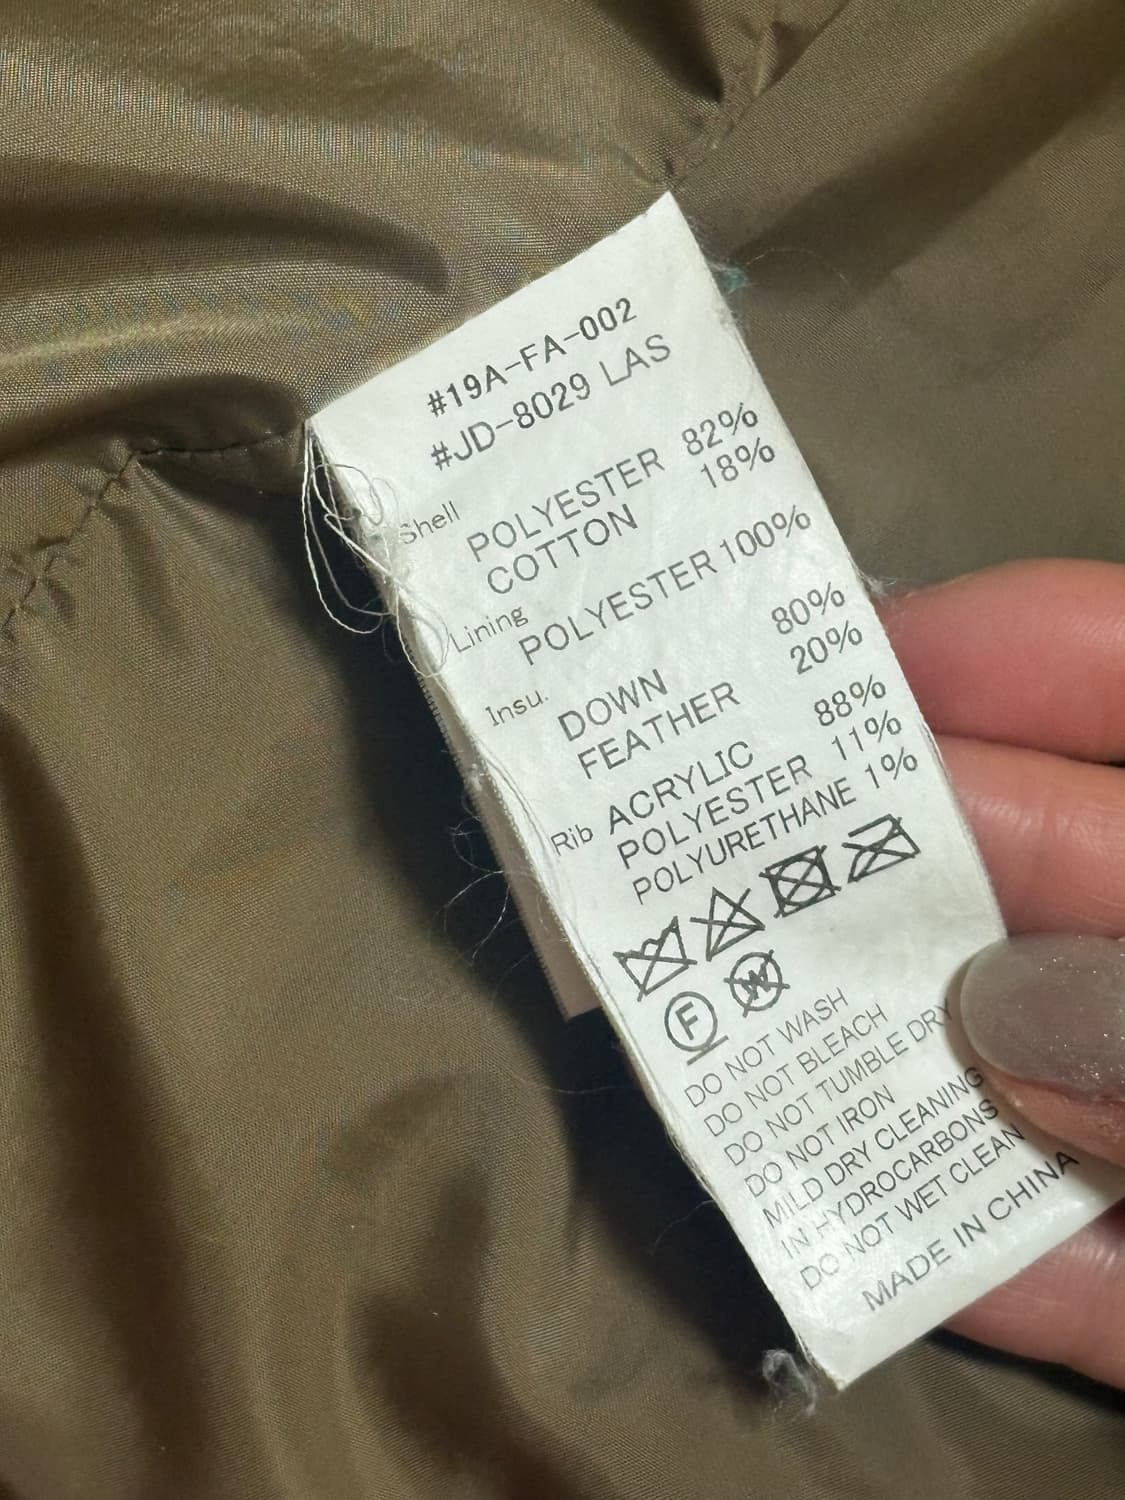 #19A-FA-002
#JD-8029 LAS
Shell POLYESTER 82%
COTTON 18%
Lining POLYESTER 100%
Insu. DOWN 80%
FEATHER 20%
Rib ACRYLIC 88%
POLYESTER 11%
POLYURETHANE 1%
F W
DO NOT WASH
DO NOT BLEACH
DO NOT TUMBLE DRY
DO NOT IRON
MILD DRY CLEANING
IN HYDROCARBONS
DO NOT WET CLEAN
MADE IN CHINA